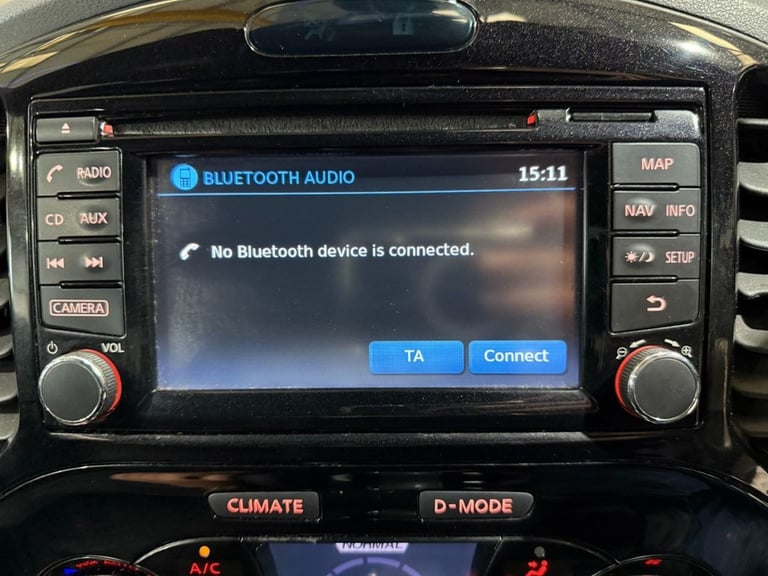 BLUETOOTH AUDIO 15:11
No Bluetooth device is connected.
TA Connect
RADIO
CD AUX
CAMERA
VOL
MAP
NAV INFO
SETUP
CLIMATE D-MODE
A/C
NORMAL